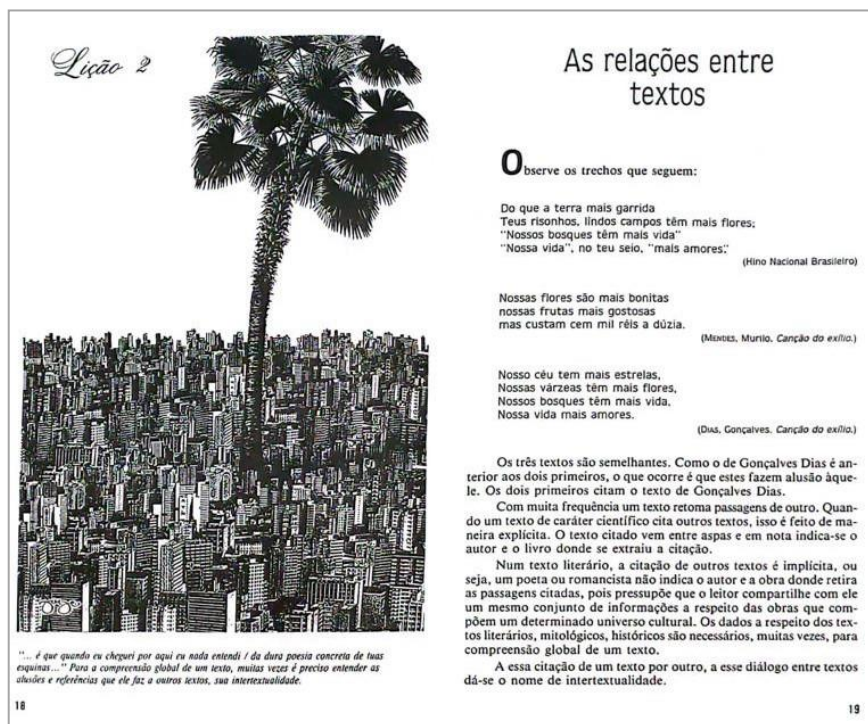 Lição 2
"... é que quando eu cheguei por aqui eu nada entendi / da dura poesia concreta de tuas
esquinas..." Para a compreensão global de um texto, muitas vezes é preciso entender as
alusões e referências que ele faz a outros textos, sua intertextualidade.
18
As relações entre
textos
Observe os trechos que seguem:
Do que a terra mais garrida
Teus risonhos, lindos campos têm mais flores;
"Nossos bosques têm mais vida"
"Nossa vida", no teu seio, "mais amores".
(Hino Nacional Brasileiro)
Nossas flores são mais bonitas
nossas frutas mais gostosas
mas custam cem mil réis a dúzia.
(MENDES, Murilo. Canção do exílio.)
Nosso céu tem mais estrelas,
Nossas várzeas têm mais flores,
Nossos bosques têm mais vida,
Nossa vida mais amores.
(DIAS, Gonçalves. Canção do exílio.)
Os três textos são semelhantes. Como o de Gonçalves Dias é an-
terior aos dois primeiros, o que ocorre é que estes fazem alusão àque-
le. Os dois primeiros citam o texto de Gonçalves Dias.
Com muita frequência um texto retoma passagens de outro. Quan-
do um texto de caráter científico cita outros textos, isso é feito de ma-
neira explícita. O texto citado vem entre aspas e em nota indica-se o
autor e o livro donde se extraiu a citação.
Num texto literário, a citação de outros textos é implícita, ou
seja, um poeta ou romancista não indica o autor e a obra donde retira
as passagens citadas, pois pressupõe que o leitor compartilhe com ele
um mesmo conjunto de informações a respeito das obras que com-
põem um determinado universo cultural. Os dados a respeito dos tex-
tos literários, mitológicos, históricos são necessários, muitas vezes, para
compreensão global de um texto.
A essa citação de um texto por outro, a esse diálogo entre textos
dá-se o nome de intertextualidade.
19